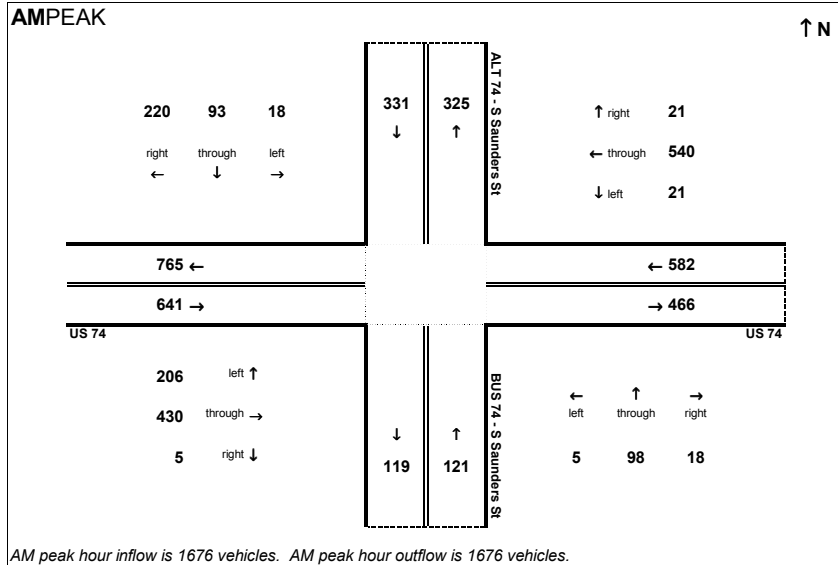 AMPEAK
↑ N
220 93 18
right through left
← ↓ →
331 325
↓ ↑
ALT 74 - S Saunders St
↑ right 21
← through 540
↓ left 21
765 ←
641 →
← 582
→ 466
US 74
US 74
206 left ↑
430 through →
5 right ↓
↓ ↑
119 121
BUS 74 - S Saunders St
← ↑ →
left through right
5 98 18
AM peak hour inflow is 1676 vehicles. AM peak hour outflow is 1676 vehicles.